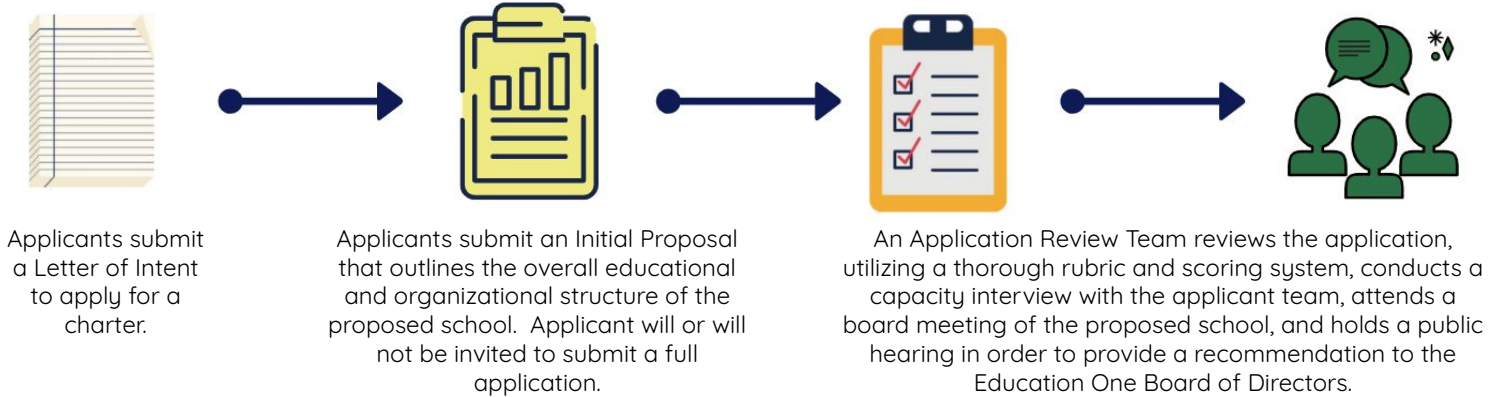 Applicants submit
a Letter of Intent
to apply for a
charter.
Applicants submit an Initial Proposal
that outlines the overall educational
and organizational structure of the
proposed school.  Applicant will or will
not be invited to submit a full
application.
An Application Review Team reviews the application,
utilizing a thorough rubric and scoring system, conducts a
capacity interview with the applicant team, attends a
board meeting of the proposed school, and holds a public
hearing in order to provide a recommendation to the
Education One Board of Directors.